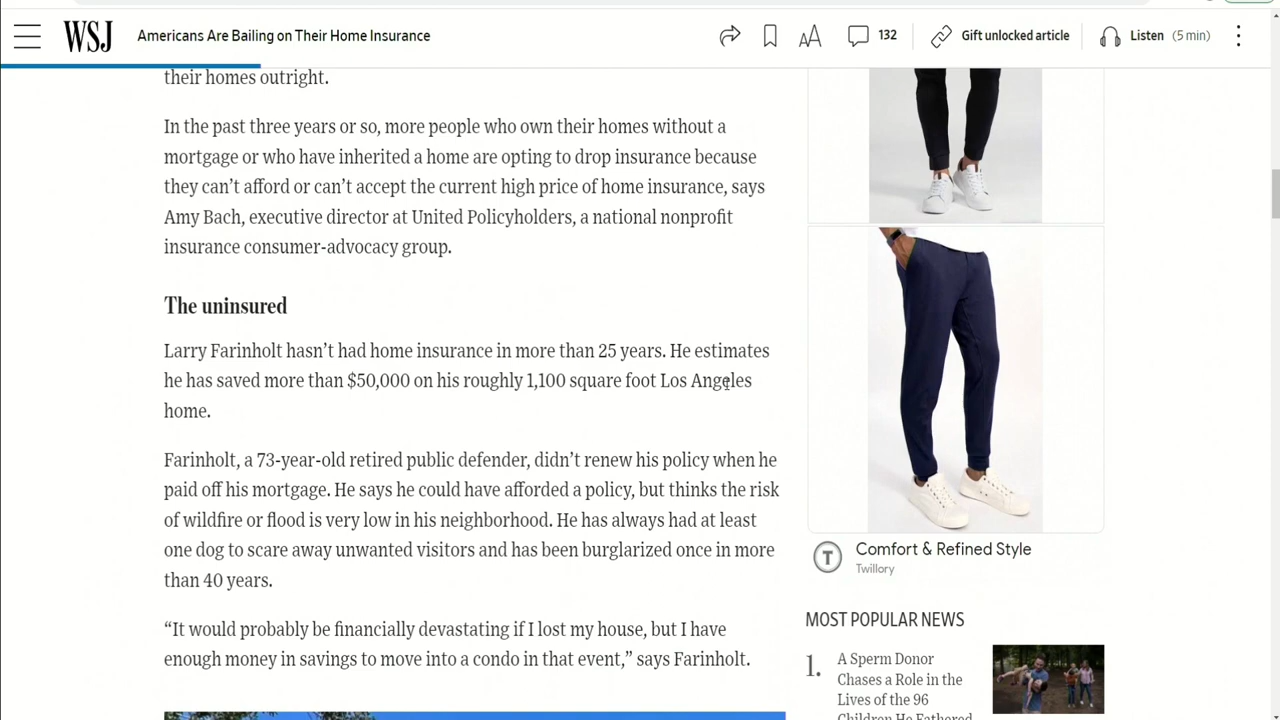 WSJ
Americans Are Bailing on Their Home Insurance
132
Gift unlocked article
Listen (5 min)
their homes outright.
In the past three years or so, more people who own their homes without a
mortgage or who have inherited a home are opting to drop insurance because
they can’t afford or can’t accept the current high price of home insurance, says
Amy Bach, executive director at United Policyholders, a national nonprofit
insurance consumer-advocacy group.
The uninsured
Larry Farinholt hasn’t had home insurance in more than 25 years. He estimates
he has saved more than $50,000 on his roughly 1,100 square foot Los Angeles
home.
Farinholt, a 73-year-old retired public defender, didn’t renew his policy when he
paid off his mortgage. He says he could have afforded a policy, but thinks the risk
of wildfire or flood is very low in his neighborhood. He has always had at least
one dog to scare away unwanted visitors and has been burglarized once in more
than 40 years.
“It would probably be financially devastating if I lost my house, but I have
enough money in savings to move into a condo in that event,” says Farinholt.
T
Comfort & Refined Style
Twillory
MOST POPULAR NEWS
1.
A Sperm Donor
Chases a Role in the
Lives of the 96
Children He Fathered